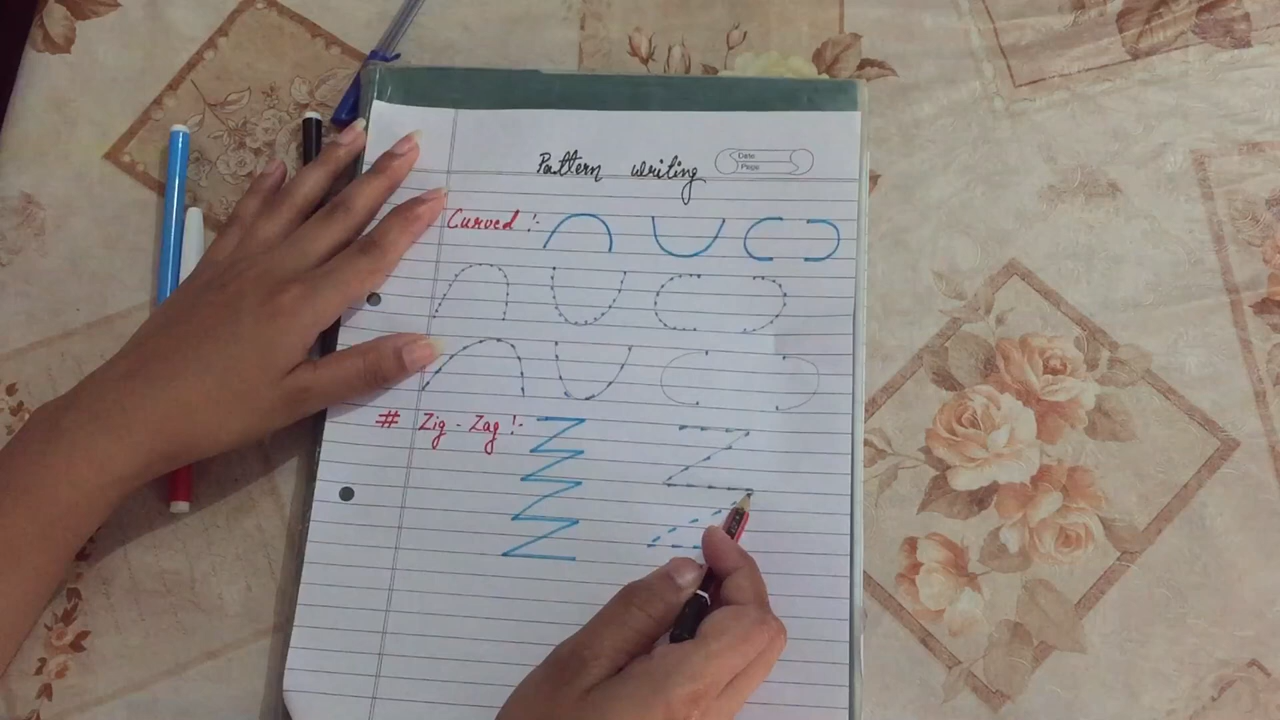 Pattern writing
Date:
Page:
Curved :-
# Zig - Zag :-